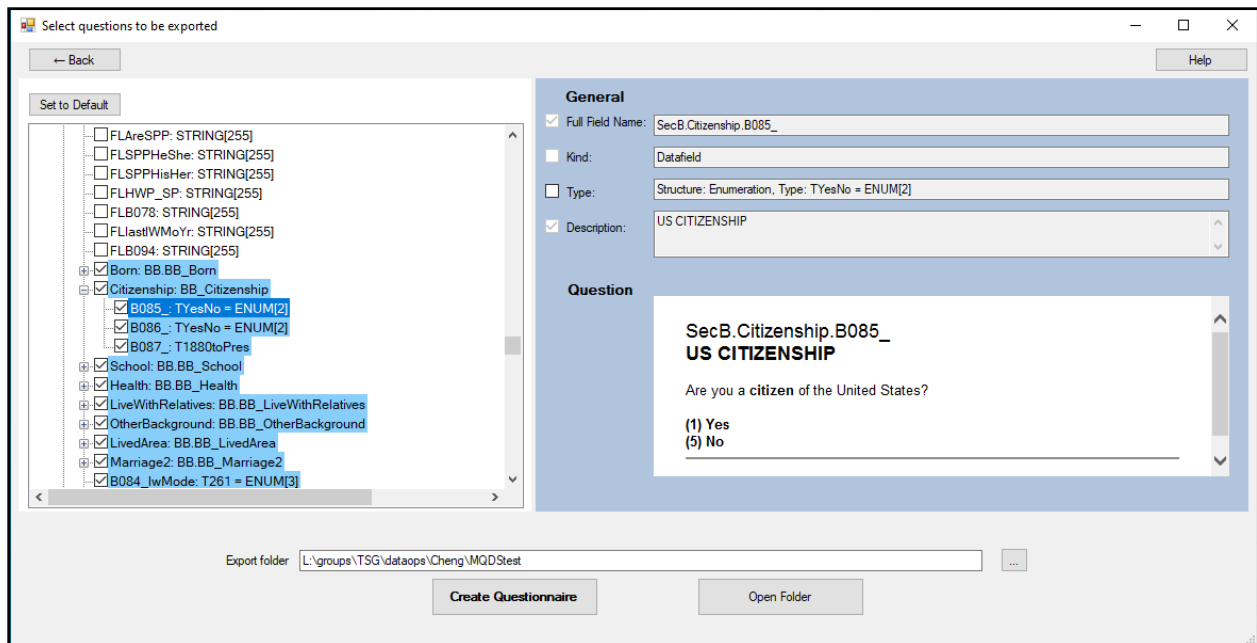 Select questions to be exported
← Back
Help
Set to Default
FLAreSPP: STRING[255]
FLSPPHeShe: STRING[255]
FLSPPHisHer: STRING[255]
FLHWP_SP: STRING[255]
FLB078: STRING[255]
FLlastIWMoYr: STRING[255]
FLB094: STRING[255]
Born: BB.BB_Born
Citizenship: BB_Citizenship
B085_: TYesNo = ENUM[2]
B086_: TYesNo = ENUM[2]
B087_: T1880toPres
School: BB.BB_School
Health: BB.BB_Health
LiveWithRelatives: BB.BB_LiveWithRelatives
OtherBackground: BB.BB_OtherBackground
LivedArea: BB.BB_LivedArea
Marriage2: BB.BB_Marriage2
B084_IwMode: T261 = ENUM[3]
General
Full Field Name: SecB.Citizenship.B085_
Kind: Datafield
Type: Structure: Enumeration, Type: TYesNo = ENUM[2]
Description: US CITIZENSHIP
Question
SecB.Citizenship.B085_
US CITIZENSHIP
Are you a citizen of the United States?
(1) Yes
(5) No
Export folder L:\groups\TSG\dataops\Cheng\MQDStest ...
Create Questionnaire
Open Folder